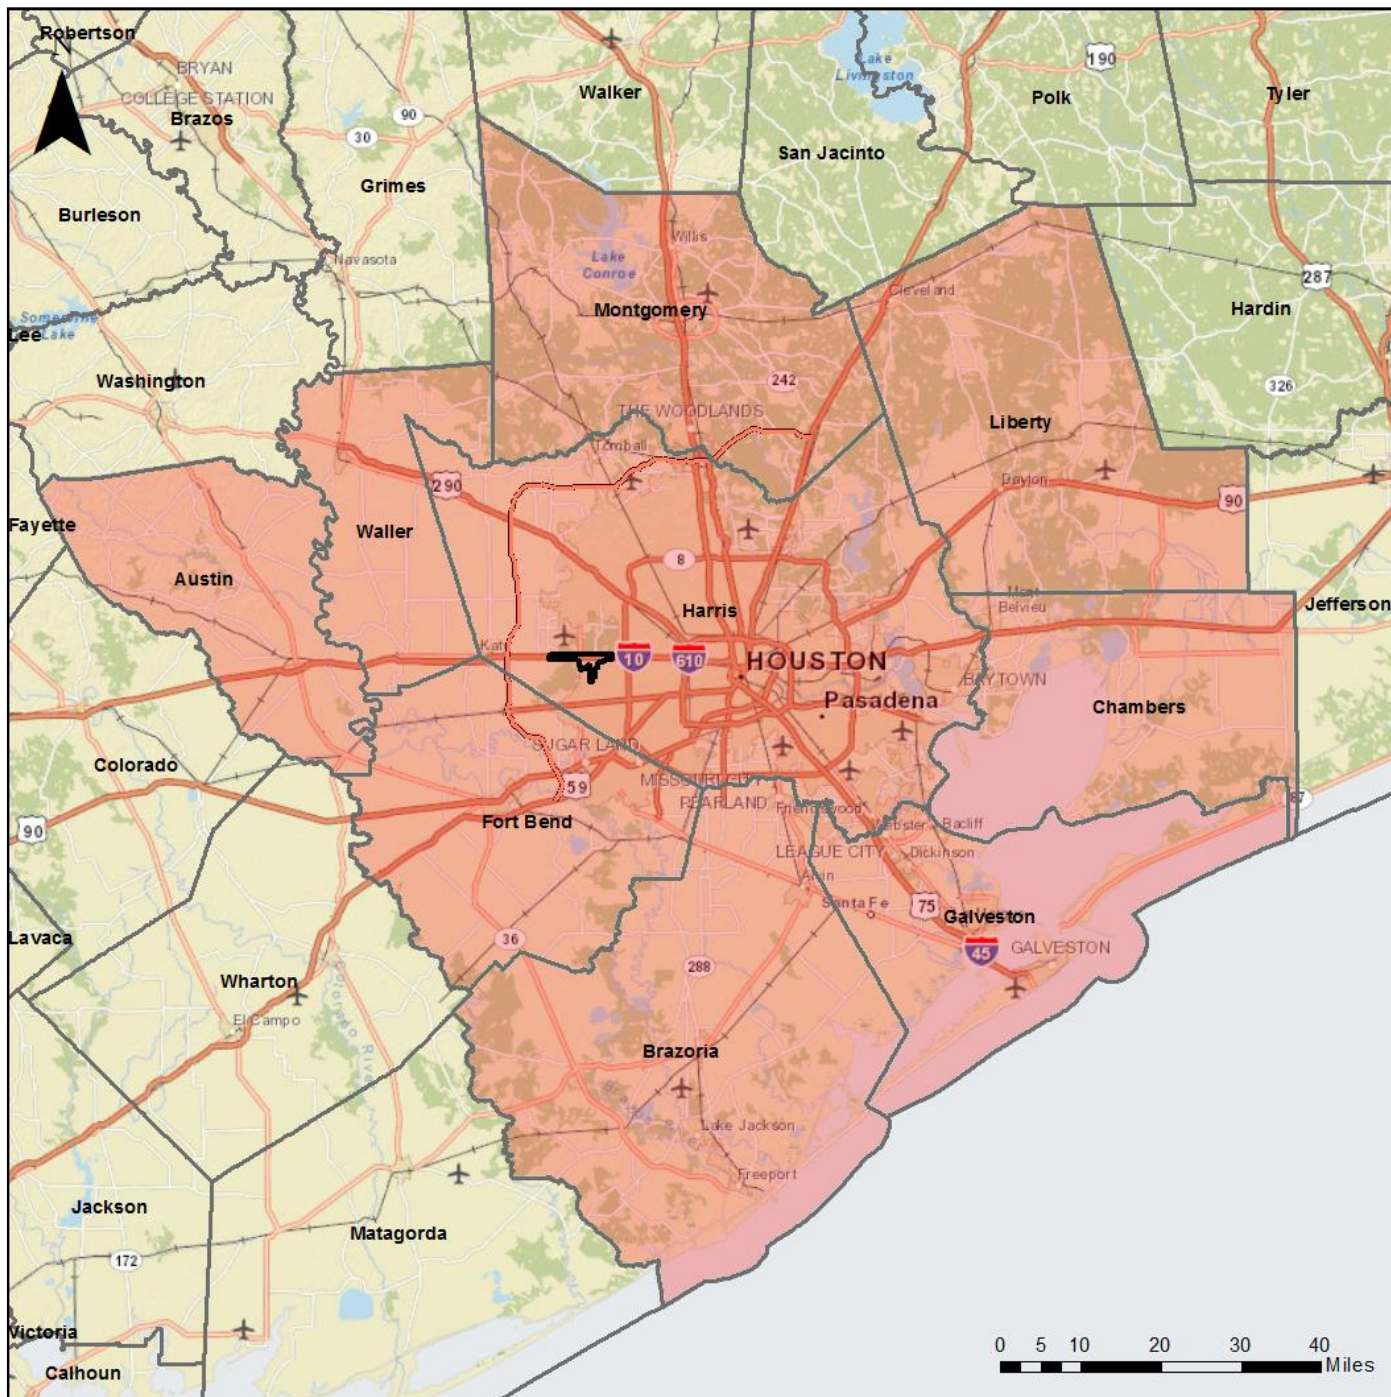 Robertson
N
BRYAN
COLLEGE STATION
Brazos
90
30
Grimes
Burleson
Navasota
Walker
Lake
Livingston
190
Polk
Tyler
San Jacinto
287
Hardin
326
Somerville
Lake
Lee
Washington
Willis
Lake
Conroe
Montgomery
Cleveland
242
THE WOODLANDS
Tomball
Liberty
Dayton
90
290
Fayette
Waller
Austin
8
Harris
Mont
Belvieu
Jefferson
Katy
10
610
HOUSTON
BAYTOWN
Pasadena
Chambers
Colorado
SUGAR LAND
59
MISSOURI CITY
PEARLAND
Friendswood
Webster
Bacliff
87
90
Fort Bend
LEAGUE CITY
Dickinson
Alvin
Santa Fe
75
Galveston
Lavaca
36
45
GALVESTON
288
Wharton
El Campo
Colorado River
Brazoria
Lake Jackson
Freeport
Jackson
Matagorda
172
Victoria
Calhoun
0 5 10 20 30 40
Miles